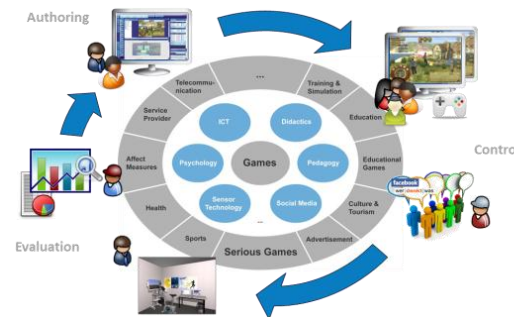 Authoring
Telecommu-
nication
...
Training &
Simulation
Service
Provider
ICT
Didactics
Education
Affect
Measures
Psychology
Games
Pedagogy
Educational
Games
Control
facebook
Health
Sensor
Technology
Social Media
Culture &
Tourism
...
Evaluation
Sports
Serious Games
Advertisement